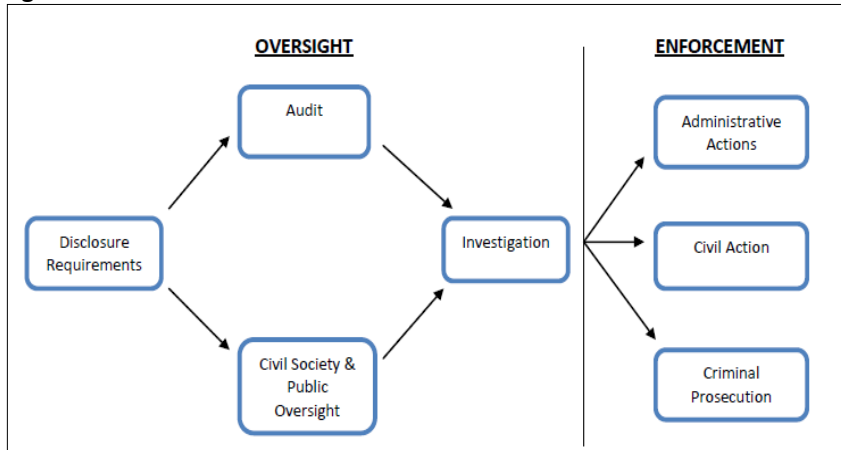 OVERSIGHT
ENFORCEMENT
Audit
Administrative
Actions
Disclosure
Requirements
Investigation
Civil Action
Civil Society &
Public
Oversight
Criminal
Prosecution